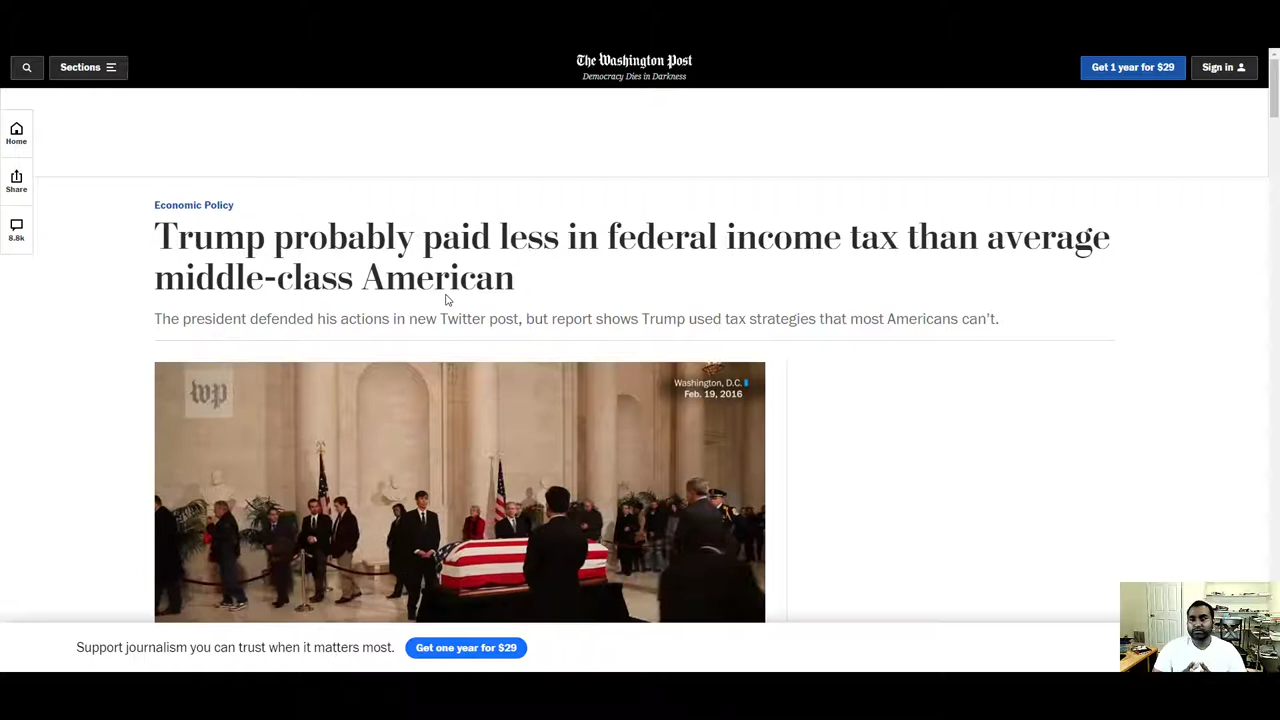 Sections
The Washington Post
Democracy Dies in Darkness
Get 1 year for $29
Sign in
Home
Share
8.8k
Economic Policy
Trump probably paid less in federal income tax than average
middle-class American
The president defended his actions in new Twitter post, but report shows Trump used tax strategies that most Americans can't.
wp
Washington, D.C.
Feb. 19, 2016
Support journalism you can trust when it matters most.
Get one year for $29